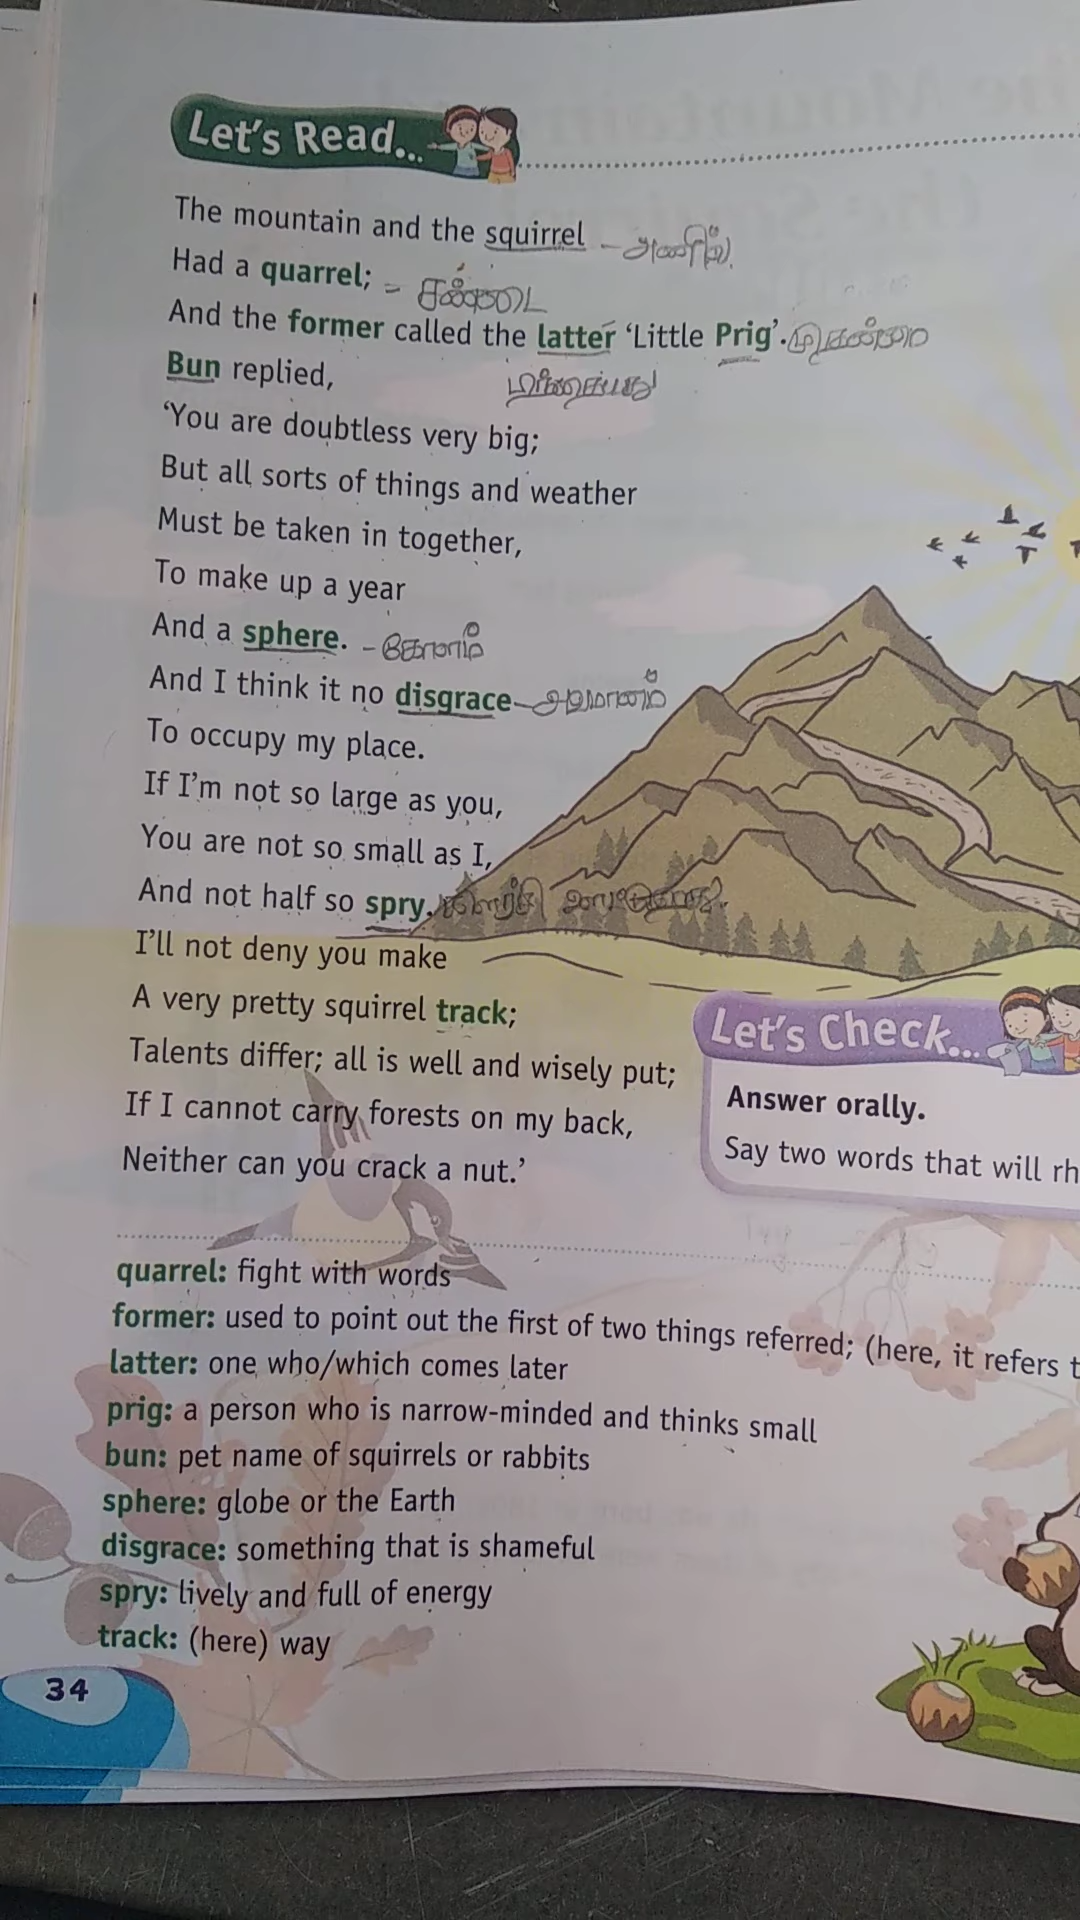 Let's Read...
The mountain and the squirrel – அணில்.
Had a quarrel; – சண்டை
And the former called the latter 'Little Prig'.
Bun replied,
'You are doubtless very big;
But all sorts of things and weather
Must be taken in together,
To make up a year
And a sphere. – கோளம்
And I think it no disgrace – அவமானம்
To occupy my place.
If I'm not so large as you,
You are not so small as I,
And not half so spry.
I'll not deny you make
A very pretty squirrel track;
Talents differ; all is well and wisely put;
If I cannot carry forests on my back,
Neither can you crack a nut.'
Let's Check...
Answer orally.
Say two words that will rh
quarrel: fight with words
former: used to point out the first of two things referred; (here, it refers t
latter: one who/which comes later
prig: a person who is narrow-minded and thinks small
bun: pet name of squirrels or rabbits
sphere: globe or the Earth
disgrace: something that is shameful
spry: lively and full of energy
track: (here) way
34